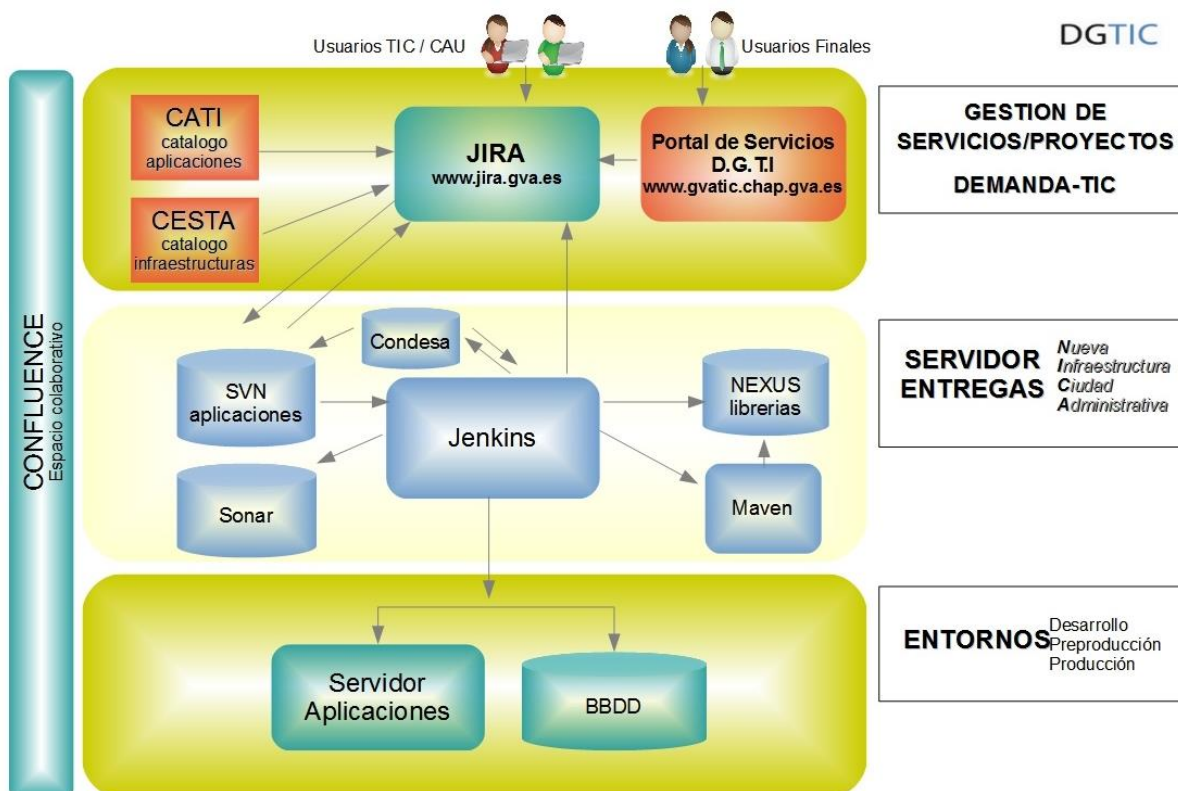 Usuarios TIC / CAU
Usuarios Finales
DGTIC
CONFLUENCE
Espacio colaborativo
CATI
catalogo
aplicaciones
JIRA
www.jira.gva.es
Portal de Servicios
D.G.T.I
www.gvatic.chap.gva.es
CESTA
catalogo
infraestructuras
GESTION DE
SERVICIOS/PROYECTOS
DEMANDA-TIC
Condesa
SVN
aplicaciones
Jenkins
NEXUS
librerias
Sonar
Maven
SERVIDOR
ENTREGAS
Nueva
Infraestructura
Ciudad
Administrativa
Servidor
Aplicaciones
BBDD
ENTORNOS
Desarrollo
Preproducción
Producción